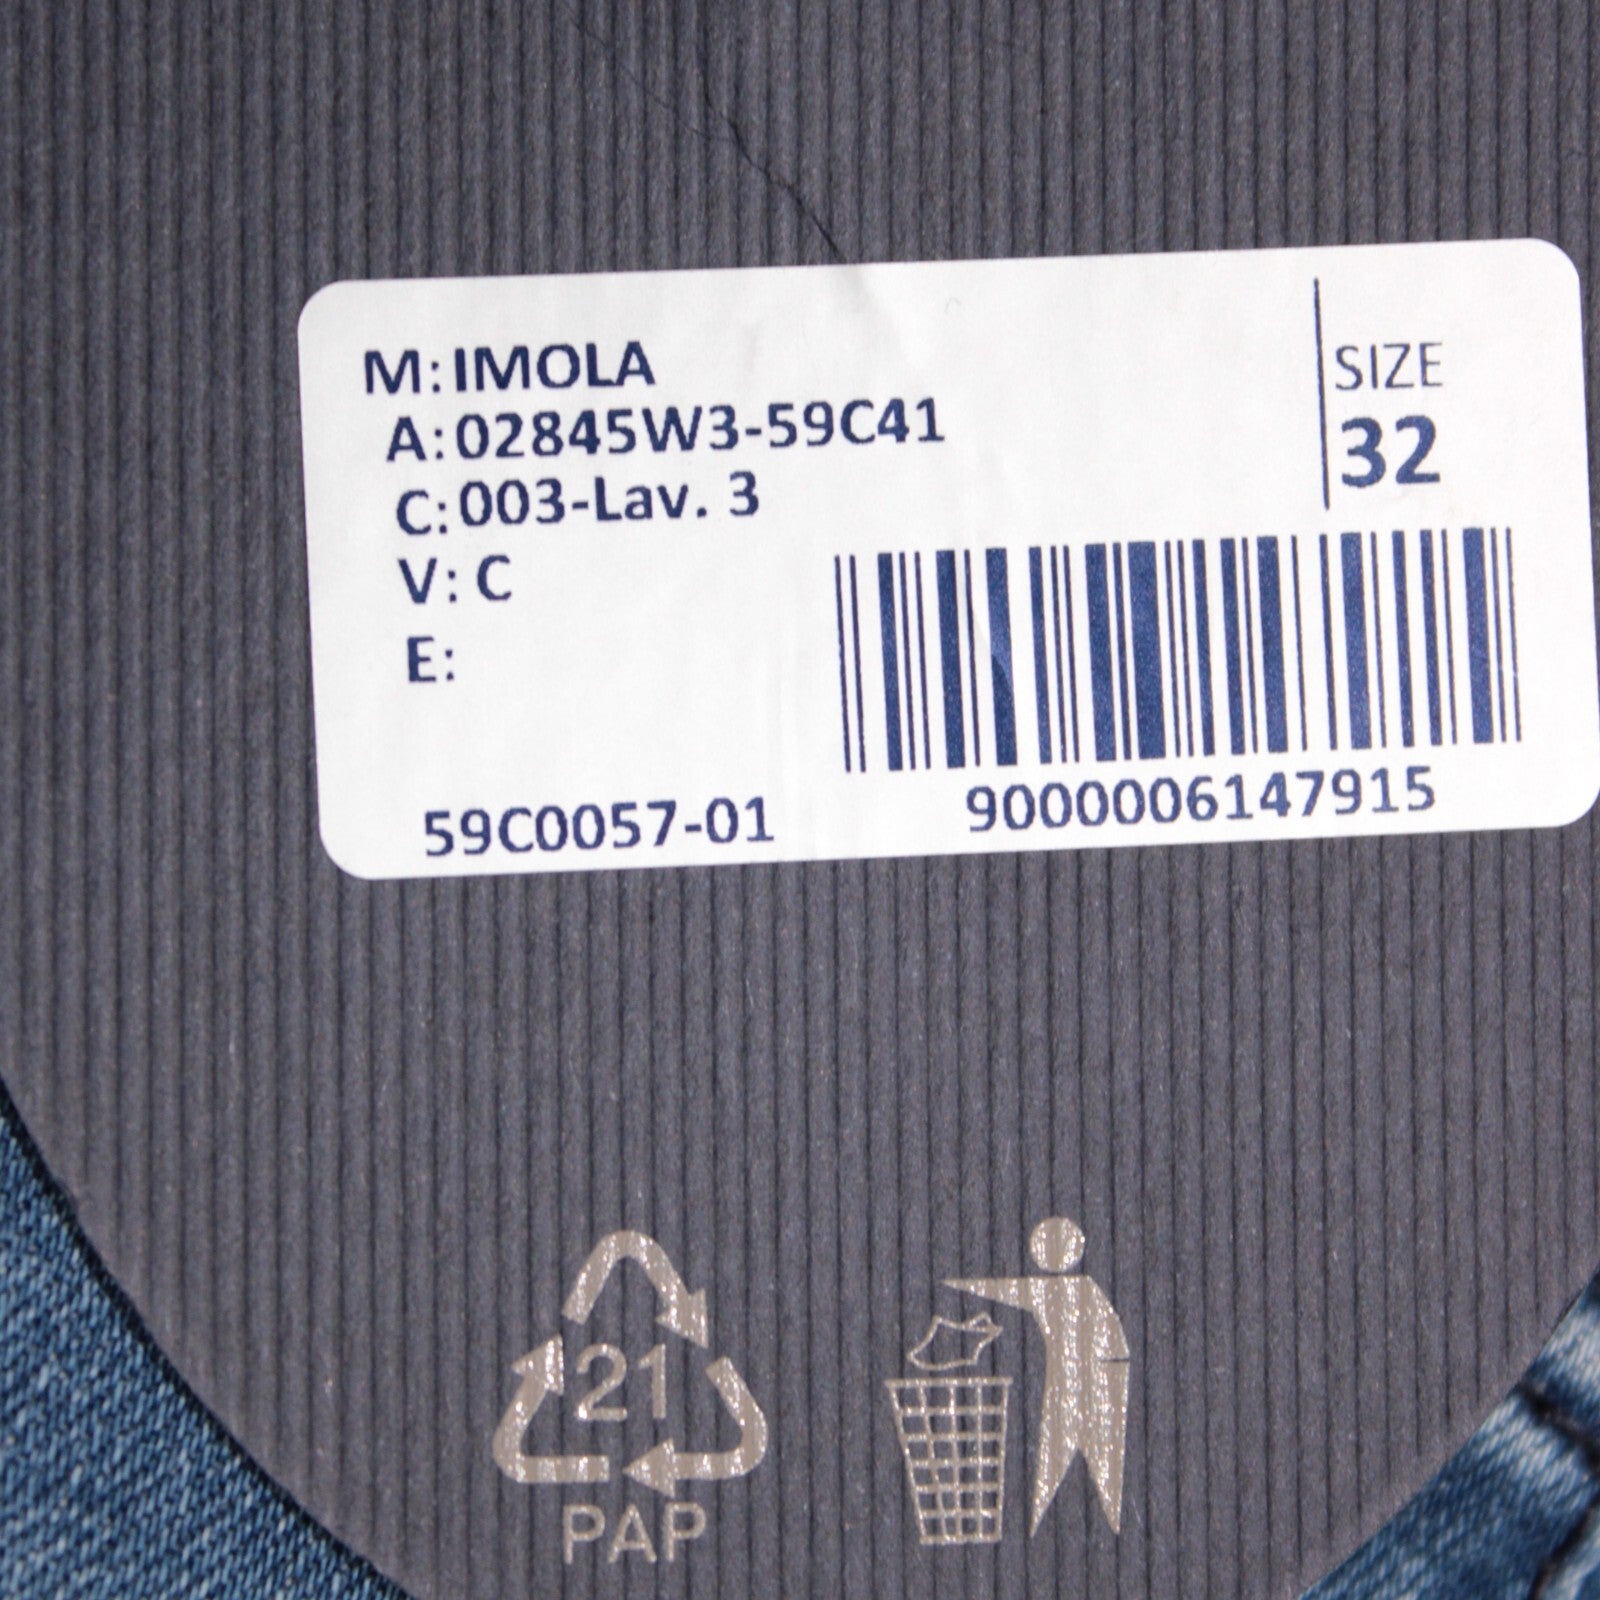 M: IMOLA
A: 02845W3-59C41
C: 003-Lav. 3
V: C
E:
SIZE
32
59C0057-01
9000006147915
21
PAP